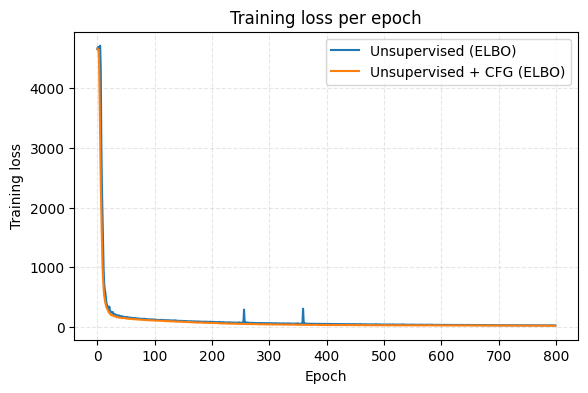 Training loss per epoch
Unsupervised (ELBO)
Unsupervised + CFG (ELBO)
Training loss
4000
3000
2000
1000
0
0 100 200 300 400 500 600 700 800
Epoch